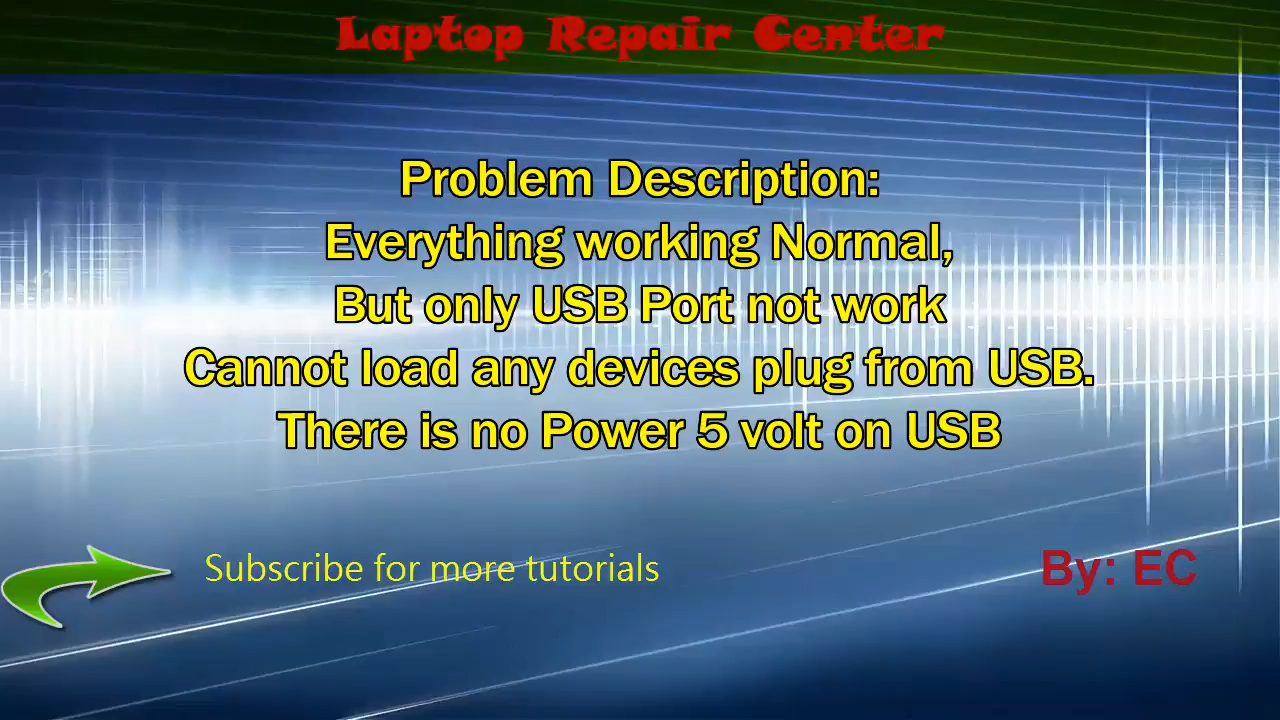 Laptop Repair Center
Problem Description:
Everything working Normal,
But only USB Port not work
Cannot load any devices plug from USB.
There is no Power 5 volt on USB
Subscribe for more tutorials
By: EC